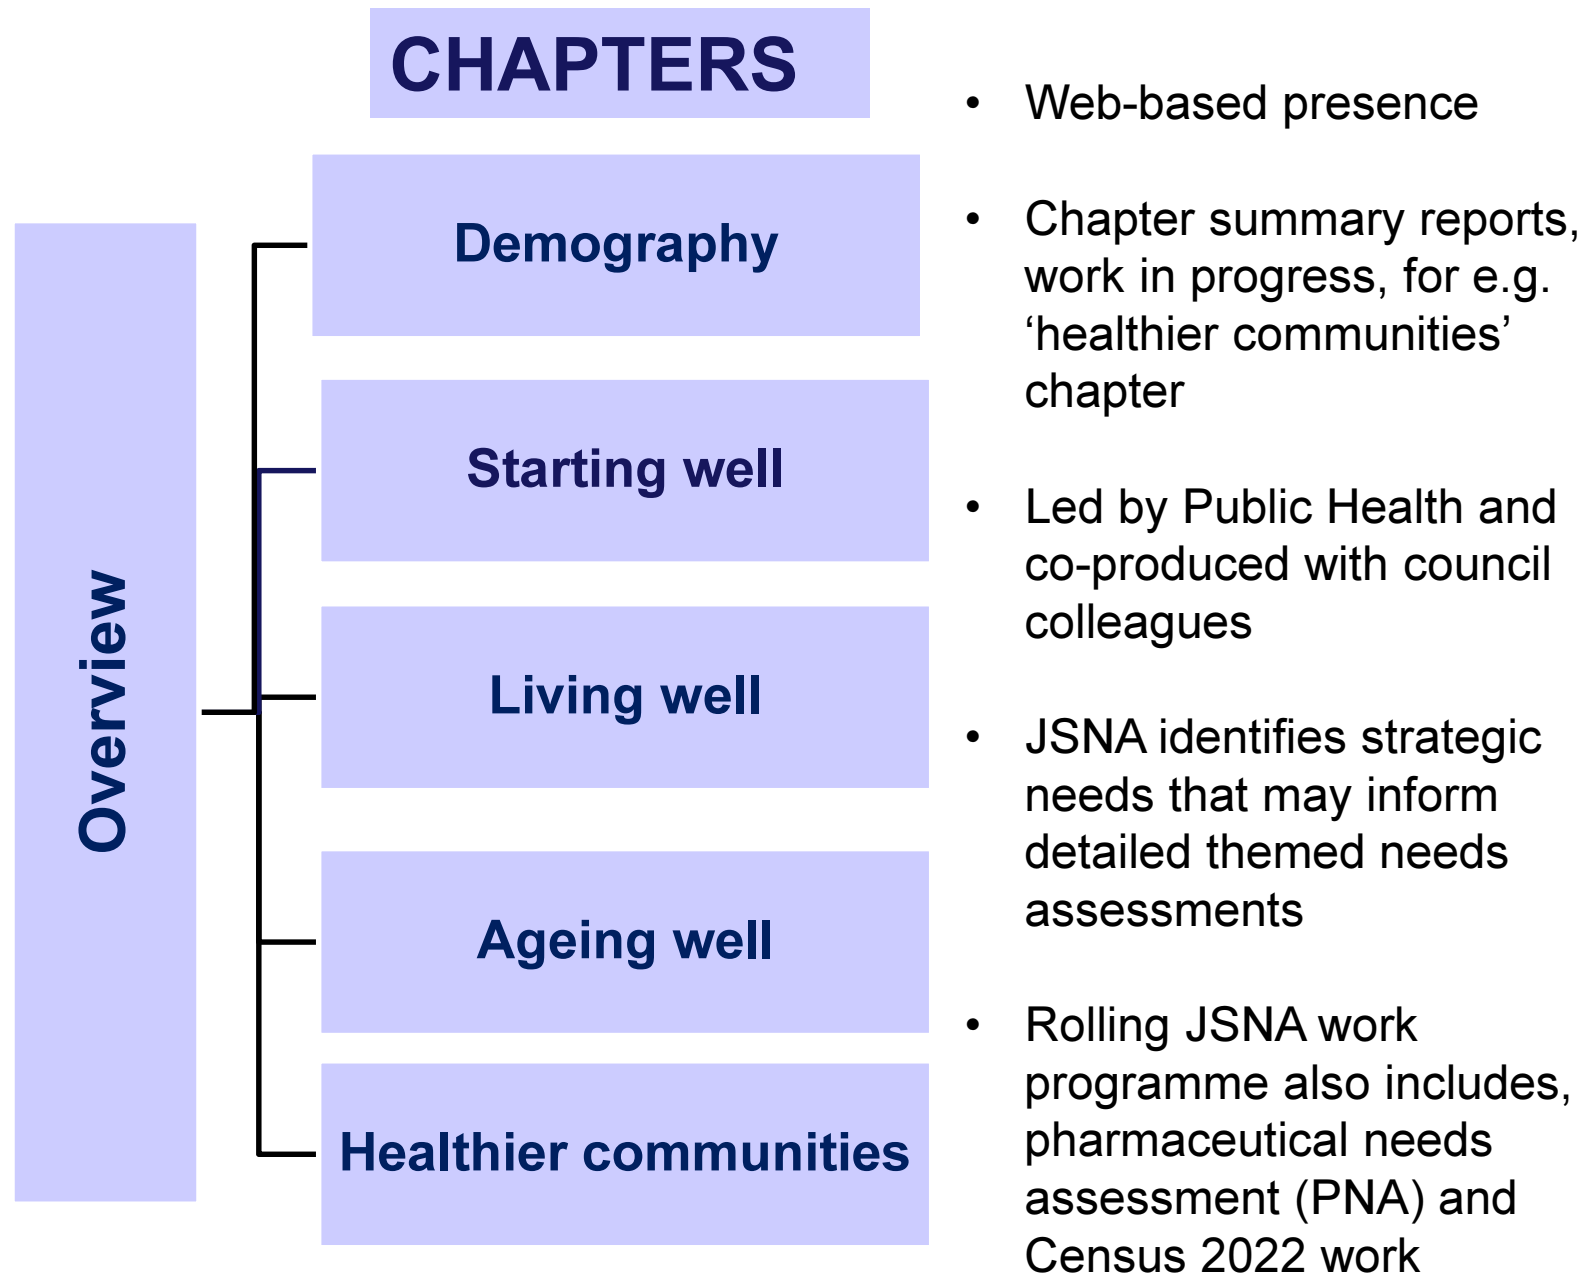 CHAPTERS
Overview
Demography
Starting well
Living well
Ageing well
Healthier communities
• Web-based presence
• Chapter summary reports,
work in progress, for e.g.
‘healthier communities’
chapter
• Led by Public Health and
co-produced with council
colleagues
• JSNA identifies strategic
needs that may inform
detailed themed needs
assessments
• Rolling JSNA work
programme also includes,
pharmaceutical needs
assessment (PNA) and
Census 2022 work